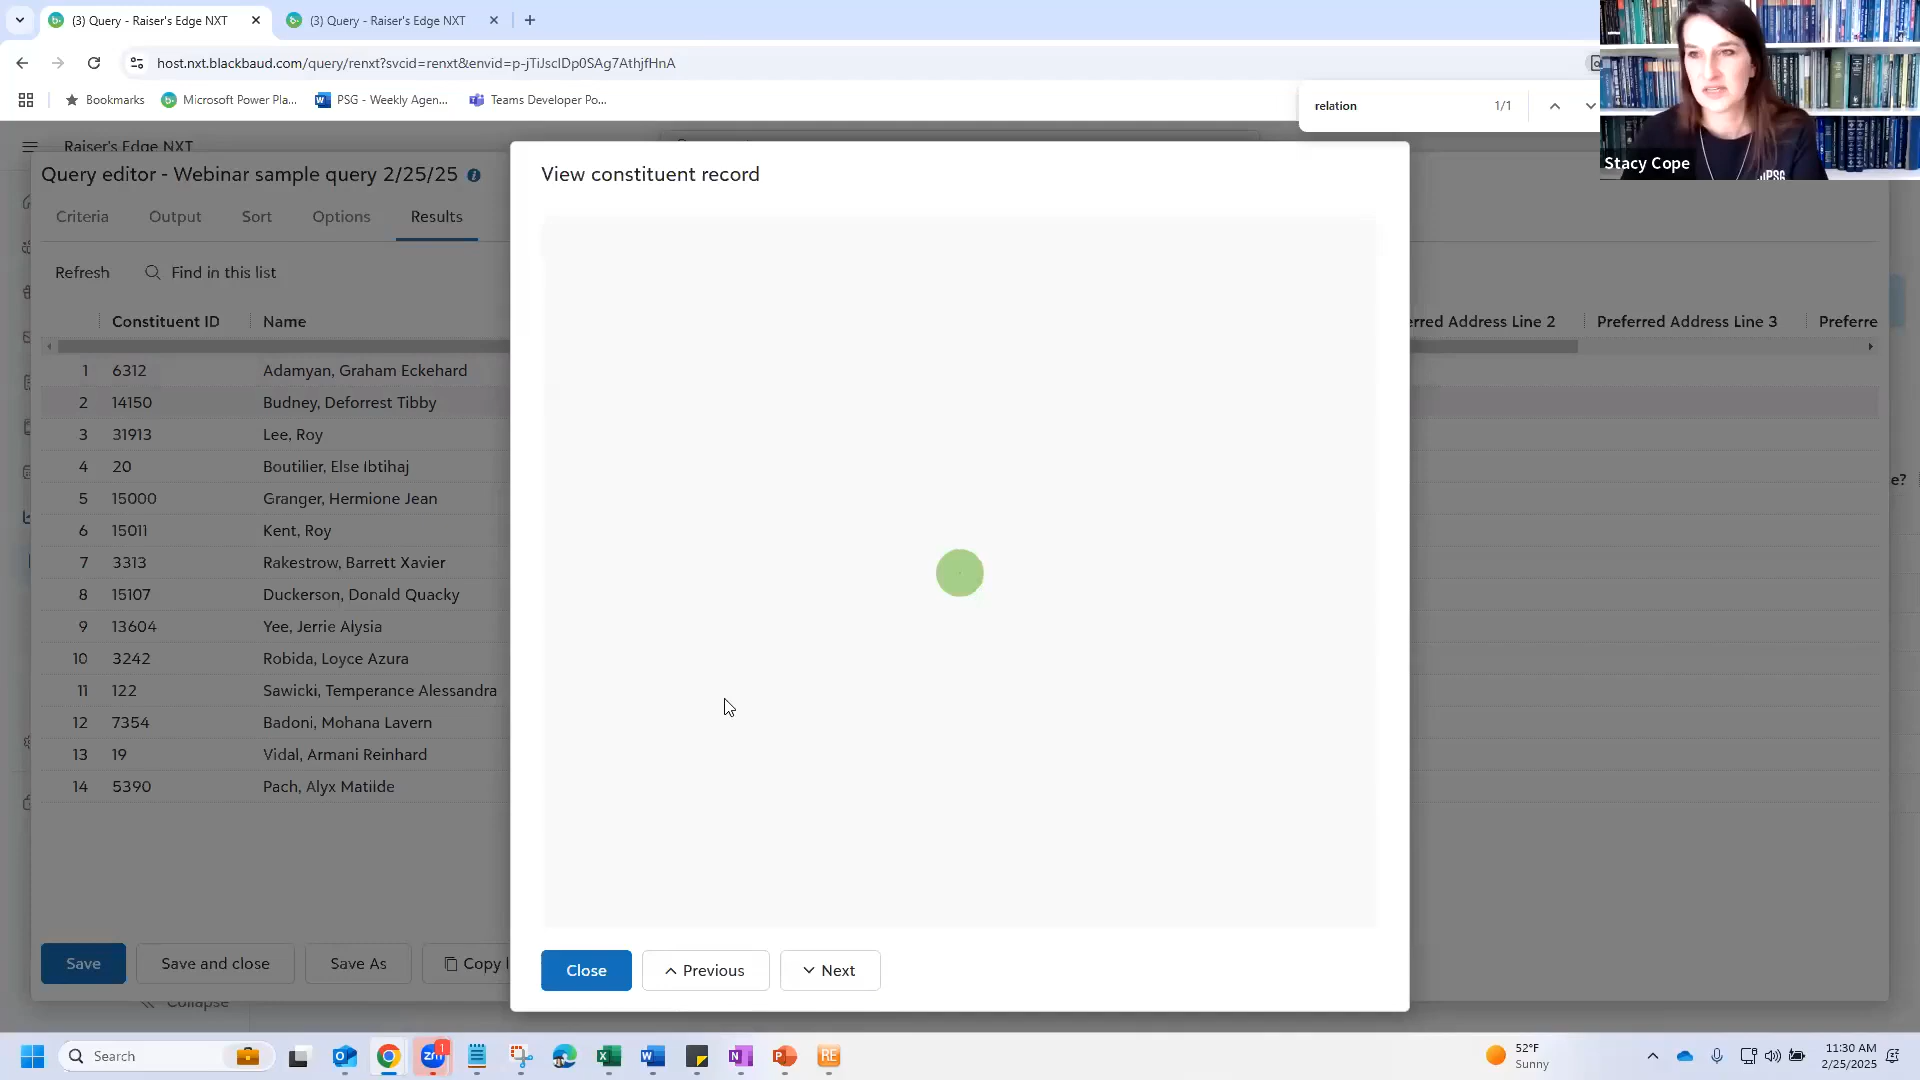 (3) Query - Raiser's Edge NXT
(3) Query - Raiser's Edge NXT
host.nxt.blackbaud.com/query/renxt?svcid=renxt&envid=p-jTiJsclDp0SAg7AthjfHnA
Bookmarks
Microsoft Power Pla...
PSG - Weekly Agen...
Teams Developer Po...
relation
1/1
Stacy Cope
Raiser's Edge NXT
Query editor - Webinar sample query 2/25/25
Criteria
Output
Sort
Options
Results
Refresh
Find in this list
Constituent ID
Name
rred Address Line 2
Preferred Address Line 3
Preferre
1 6312 Adamyan, Graham Eckehard
2 14150 Budney, Deforrest Tibby
3 31913 Lee, Roy
4 20 Boutilier, Else Ibtihaj
5 15000 Granger, Hermione Jean
6 15011 Kent, Roy
7 3313 Rakestrow, Barrett Xavier
8 15107 Duckerson, Donald Quacky
9 13604 Yee, Jerrie Alysia
10 3242 Robida, Loyce Azura
11 122 Sawicki, Temperance Alessandra
12 7354 Badoni, Mohana Lavern
13 19 Vidal, Armani Reinhard
14 5390 Pach, Alyx Matilde
e?
Save
Save and close
Save As
Copy l
Collapse
View constituent record
Close
Previous
Next
Search
zm
1
RE
52°F
Sunny
11:30 AM
2/25/2025